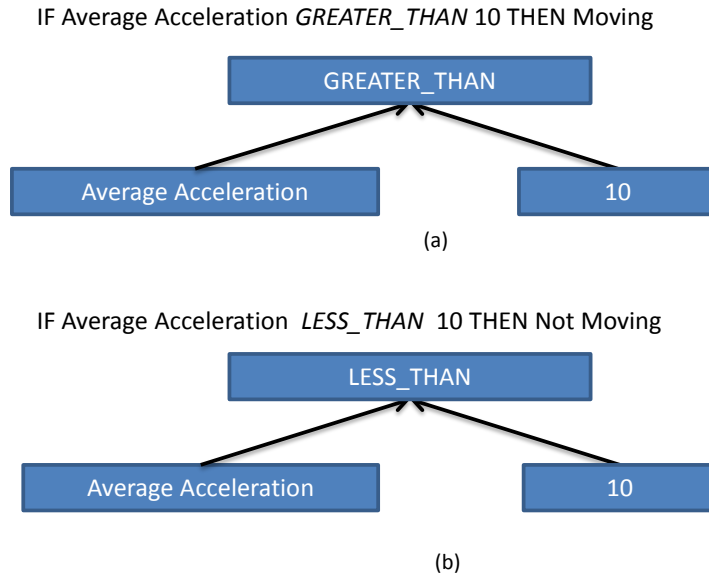 IF Average Acceleration GREATER_THAN 10 THEN Moving
GREATER_THAN
Average Acceleration
10
(a)
IF Average Acceleration LESS_THAN 10 THEN Not Moving
LESS_THAN
Average Acceleration
10
(b)